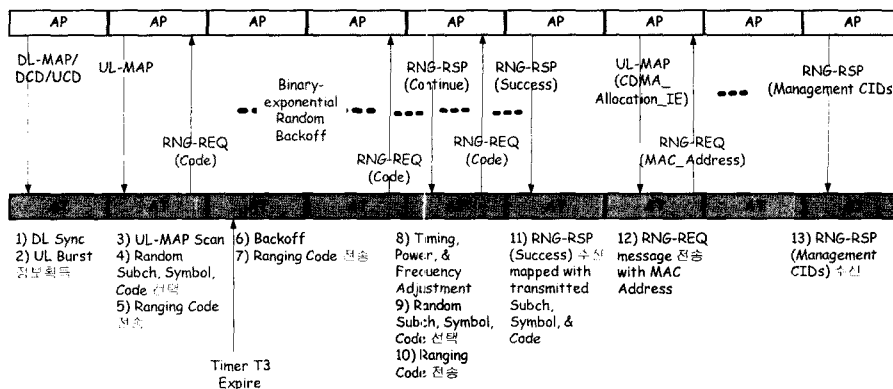 AP AP AP AP AP AP AP AP AP
DL-MAP/
DCD/UCD
UL-MAP
RNG-REQ
(Code)
Binary-
exponential
Random
Backoff
RNG-REQ
(Code)
RNG-RSP
(Continue)
RNG-REQ
(Code)
RNG-RSP
(Success)
UL-MAP
(CDMA_
Allocation_IE)
RNG-REQ
(MAC_Address)
RNG-RSP
(Management CIDs)
1) DL Sync
2) UL Burst
정보획득
3) UL-MAP Scan
4) Random
Subch, Symbol,
Code 선택
5) Ranging Code
전송
6) Backoff
7) Ranging Code 전송
8) Timing,
Power, &
Frequency
Adjustment
9) Random
Subch, Symbol,
Code 선택
10) Ranging
Code 전송
11) RNG-RSP
(Success) 수신
mapped with
transmitted
Subch,
Symbol, &
Code
12) RNG-REQ
message 전송
with MAC
Address
13) RNG-RSP
(Management
CIDs) 수신
Timer T3
Expire